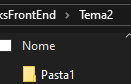 ksFrontEnd > Tema2
Nome
Pasta1